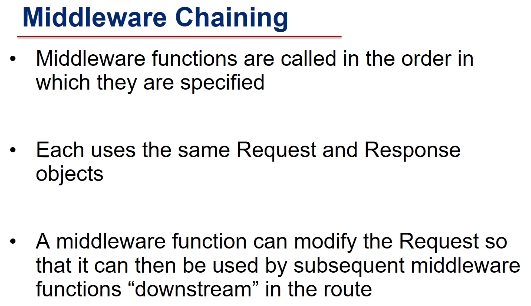 Middleware Chaining
• Middleware functions are called in the order in
which they are specified
• Each uses the same Request and Response
objects
• A middleware function can modify the Request so
that it can then be used by subsequent middleware
functions “downstream” in the route